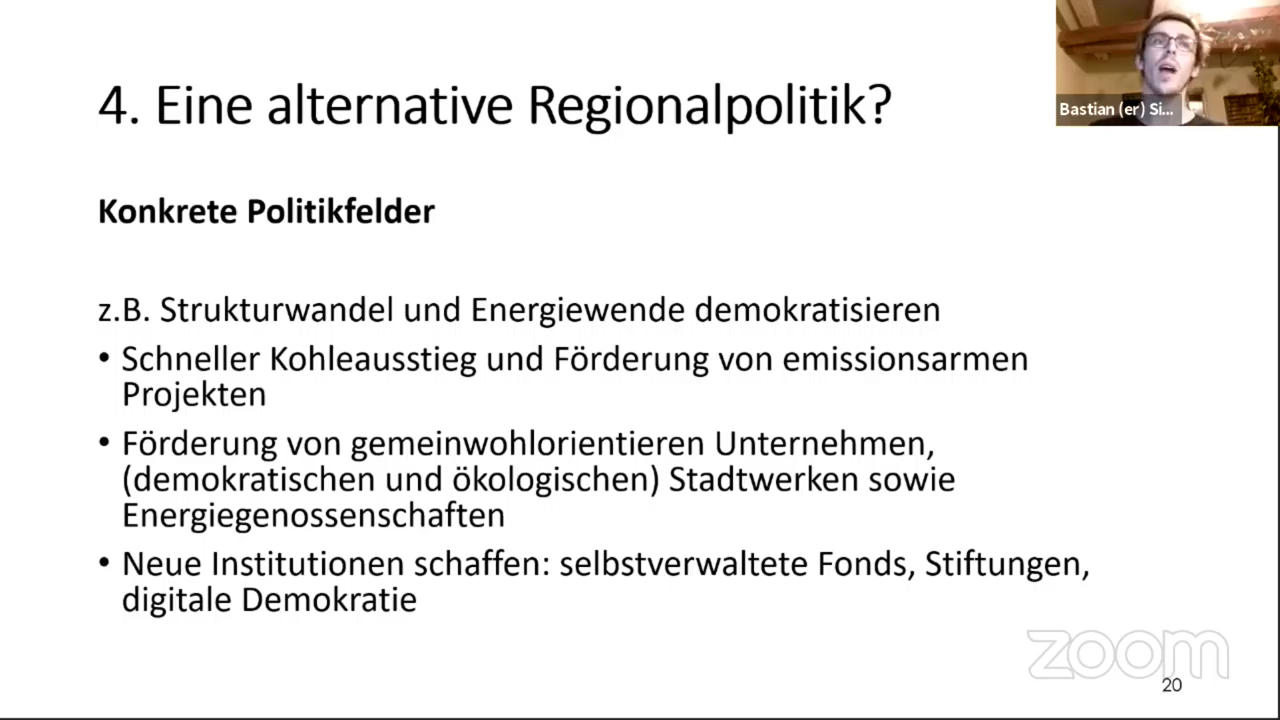 4. Eine alternative Regionalpolitik?
Bastian (er) Si...
Konkrete Politikfelder
z.B. Strukturwandel und Energiewende demokratisieren
• Schneller Kohleausstieg und Förderung von emissionsarmen
Projekten
• Förderung von gemeinwohlorientieren Unternehmen,
(demokratischen und ökologischen) Stadtwerken sowie
Energiegenossenschaften
• Neue Institutionen schaffen: selbstverwaltete Fonds, Stiftungen,
digitale Demokratie
zoom
20